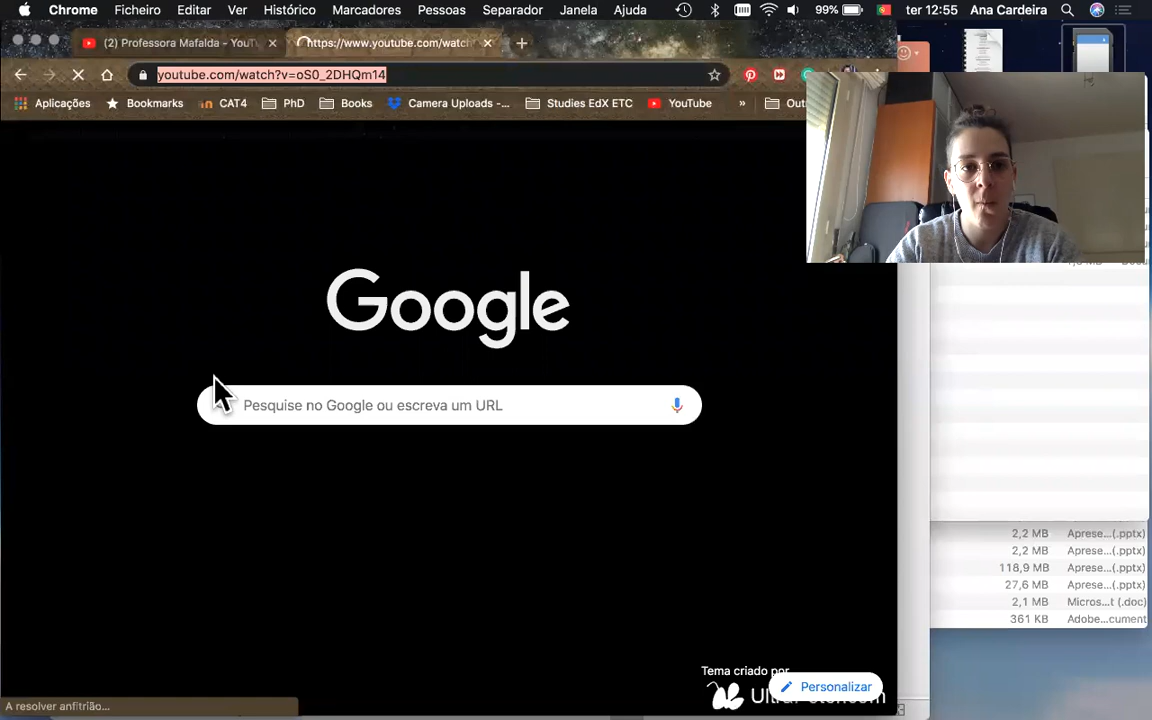 Chrome Ficheiro Editar Ver Histórico Marcadores Pessoas Separador Janela Ajuda 99% ter 12:55 Ana Cardeira
(2) Professora Mafalda - YouT https://www.youtube.com/watch
youtube.com/watch?v=oS0_2DHQm14
Aplicações Bookmarks CAT4 PhD Books Camera Uploads -... Studies EdX ETC YouTube »
Google
Pesquise no Google ou escreva um URL
2,2 MB Aprese...(.pptx)
2,2 MB Aprese...(.pptx)
118,9 MB Aprese...(.pptx)
27,6 MB Aprese...(.pptx)
2,1 MB Micros...t (.doc)
361 KB Adobe...cument
Tema criado por
Personalizar
A resolver anfitrião...